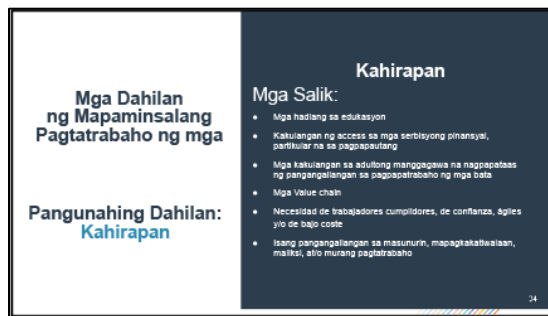 Mga Dahilan
ng Mapaminsalang
Pagtatrabaho ng mga
Pangunahing Dahilan:
Kahirapan
Kahirapan
Mga Salik:
• Mga hadlang sa edukasyon
• Kakulangan ng access sa mga serbisyong pinansyal,
partikular na sa pagpapautang
• Mga kakulangan sa adultong manggagawa na nagpapataas
ng pangangailangan sa pagpapatrabaho ng mga bata
• Mga Value chain
• Necesidad de trabajadores cumplidores, de confianza, ágiles
y/o de bajo coste
• Isang pangangailangan sa masunurin, mapagkakatiwalaan,
maliksi, at/o murang pagtatrabaho
34